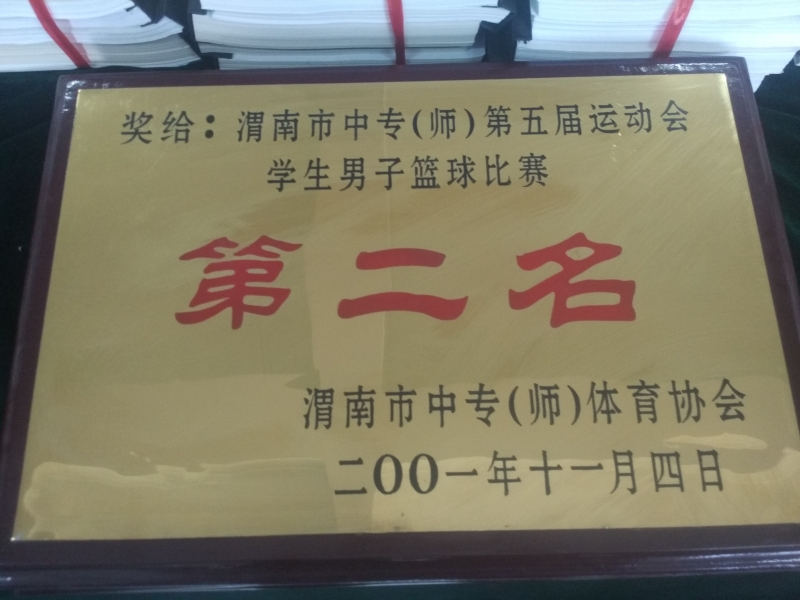 奖给：渭南市中专(师)第五届运动会
学生男子篮球比赛
第二名
渭南市中专(师)体育协会
二00一年十一月四日